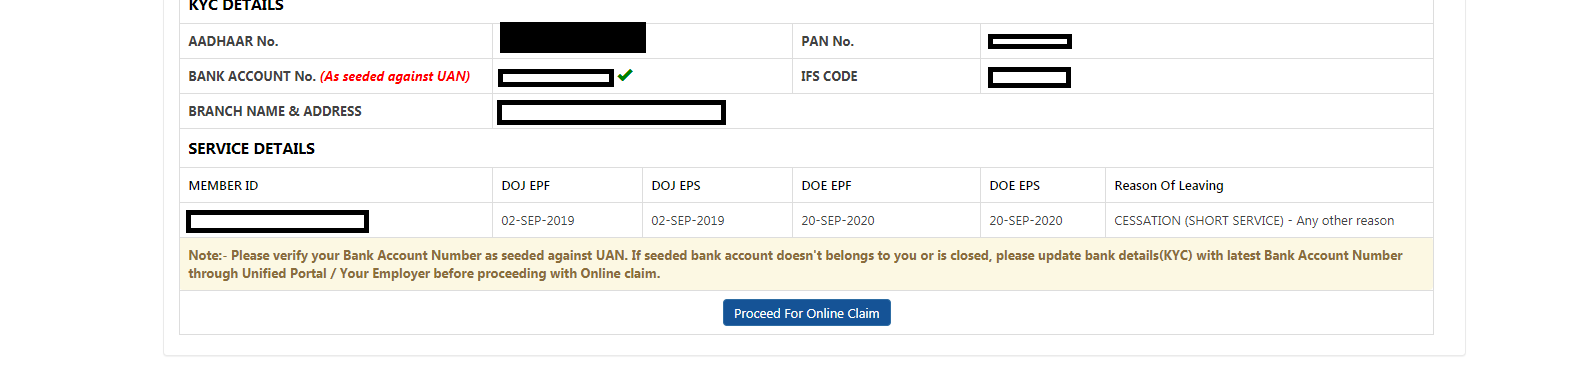 KYC DETAILS
AADHAAR No.
PAN No.
BANK ACCOUNT No. (As seeded against UAN)
IFS CODE
BRANCH NAME & ADDRESS
SERVICE DETAILS
MEMBER ID DOJ EPF DOJ EPS DOE EPF DOE EPS Reason Of Leaving
02-SEP-2019 02-SEP-2019 20-SEP-2020 20-SEP-2020 CESSATION (SHORT SERVICE) - Any other reason
Note:- Please verify your Bank Account Number as seeded against UAN. If seeded bank account doesn't belongs to you or is closed, please update bank details(KYC) with latest Bank Account Number
through Unified Portal / Your Employer before proceeding with Online claim.
Proceed For Online Claim